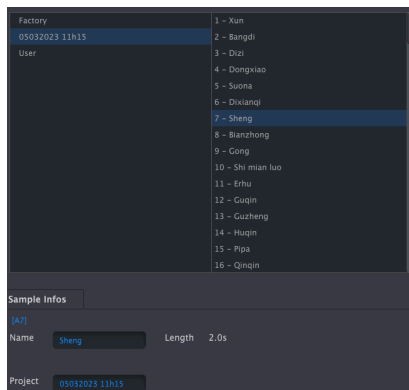 Factory
05032023 11h15
User
1 – Xun
2 – Bangdi
3 – Dizi
4 – Dongxiao
5 – Suona
6 – Dixianqi
7 – Sheng
8 – Bianzhong
9 – Gong
10 – Shi mian luo
11 – Erhu
12 – Guqin
13 – Guzheng
14 – Huqin
15 – Pipa
16 – Qinqin
Sample Infos
[A7]
Name Sheng Length 2.0s
Project 05032023 11h15